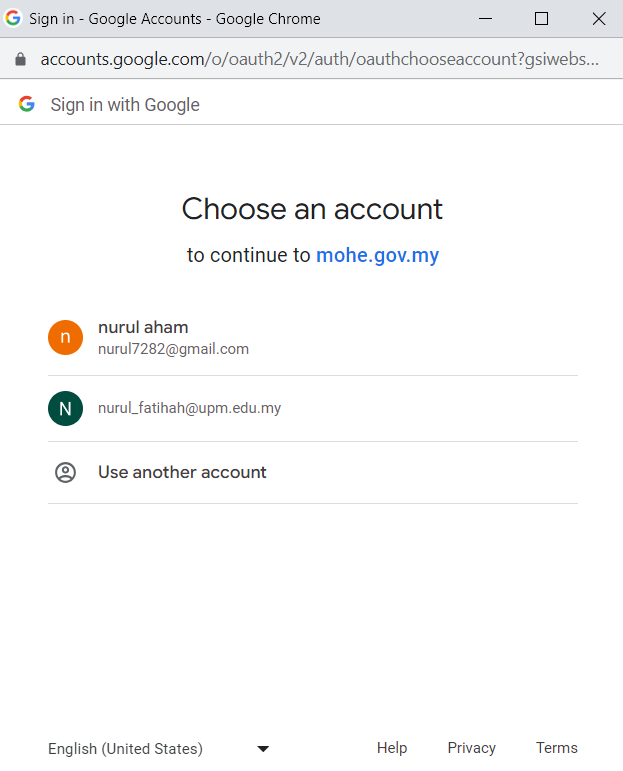 Sign in - Google Accounts - Google Chrome
accounts.google.com/o/oauth2/v2/auth/oauthchooseaccount?gsiwebs...
Sign in with Google
Choose an account
to continue to mohe.gov.my
n
nurul aham
nurul7282@gmail.com
N
nurul_fatihah@upm.edu.my
Use another account
English (United States) Help Privacy Terms